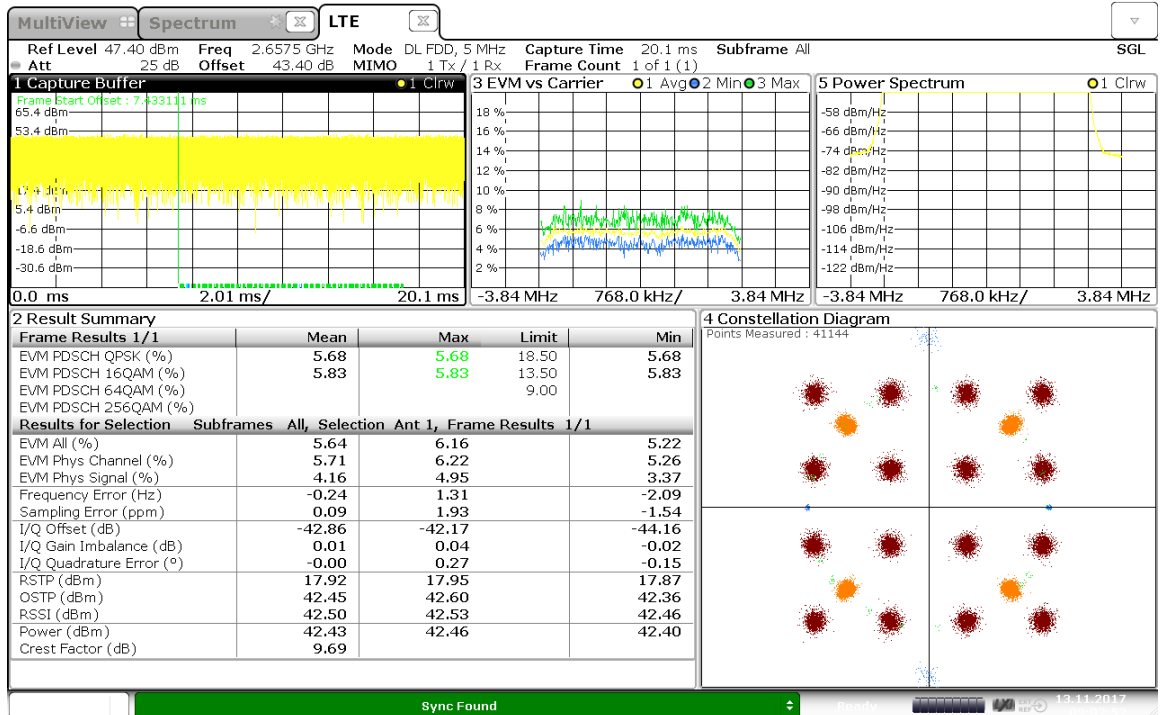 MultiView Spectrum LTE
Ref Level 47.40 dBm Freq 2.6575 GHz Mode DL FDD, 5 MHz Capture Time 20.1 ms Subframe All SGL
Att 25 dB Offset 43.40 dB MIMO 1 Tx / 1 Rx Frame Count 1 of 1 (1)
1 Capture Buffer 1 Clrw
Frame Start Offset : 7.433111 ms
65.4 dBm
53.4 dBm
5.4 dBm
-6.6 dBm
-18.6 dBm
-30.6 dBm
0.0 ms 2.01 ms/ 20.1 ms
3 EVM vs Carrier 1 Avg 2 Min 3 Max
18 %
16 %
14 %
12 %
10 %
8 %
6 %
4 %
2 %
-3.84 MHz 768.0 kHz/ 3.84 MHz
5 Power Spectrum 1 Clrw
-58 dBm/Hz
-66 dBm/Hz
-74 dBm/Hz
-82 dBm/Hz
-90 dBm/Hz
-98 dBm/Hz
-106 dBm/Hz
-114 dBm/Hz
-122 dBm/Hz
-3.84 MHz 768.0 kHz/ 3.84 MHz
2 Result Summary
Frame Results 1/1 Mean Max Limit Min
EVM PDSCH QPSK (%) 5.68 5.68 18.50 5.68
EVM PDSCH 16QAM (%) 5.83 5.83 13.50 5.83
EVM PDSCH 64QAM (%) 9.00
EVM PDSCH 256QAM (%)
Results for Selection Subframes All, Selection Ant 1, Frame Results 1/1
EVM All (%) 5.64 6.16 5.22
EVM Phys Channel (%) 5.71 6.22 5.26
EVM Phys Signal (%) 4.16 4.95 3.37
Frequency Error (Hz) -0.24 1.31 -2.09
Sampling Error (ppm) 0.09 1.93 -1.54
I/Q Offset (dB) -42.86 -42.17 -44.16
I/Q Gain Imbalance (dB) 0.01 0.04 -0.02
I/Q Quadrature Error (°) -0.00 0.27 -0.15
RSTP (dBm) 17.92 17.95 17.87
OSTP (dBm) 42.45 42.60 42.36
RSSI (dBm) 42.50 42.53 42.46
Power (dBm) 42.43 42.46 42.40
Crest Factor (dB) 9.69
4 Constellation Diagram
Points Measured : 41144
Sync Found
Ready
LXI
13.11.2017